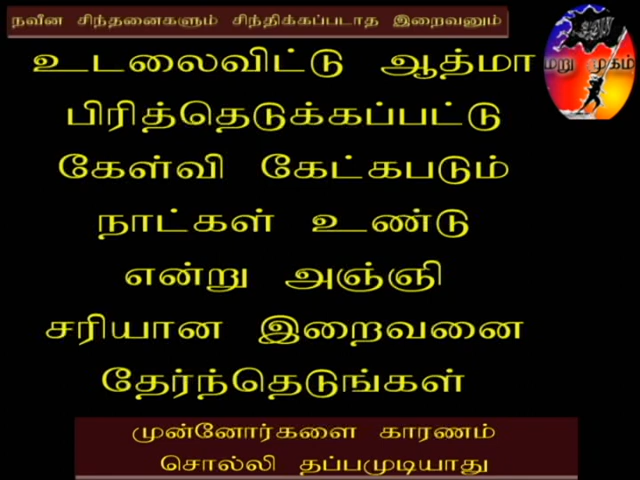 நவீன சிந்தனைகளும் சிந்திக்கப்படாத இறைவனும்
மறு முகம்
உடலைவிட்டு ஆத்மா
பிரித்தெடுக்கப்பட்டு
கேள்வி கேட்கபடும்
நாட்கள் உண்டு
என்று அஞ்ஞி
சரியான இறைவனை
தேர்ந்தெடுங்கள்
முன்னோர்களை காரணம்
சொல்லி தப்பமுடியாது